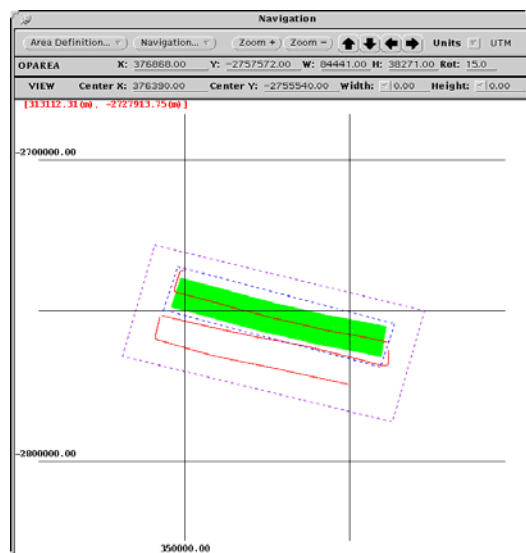 Navigation
Area Definition... Navigation... Zoom + Zoom - Units UTM
OPAREA X: 376868.00 Y: -2757572.00 W: 84441.00 H: 38271.00 Rot: 15.0
VIEW Center X: 376390.00 Center Y: -2755540.00 Width: 0.00 Height: 0.00
[313112.31(m), -2727913.75(m)]
-2700000.00
-2800000.00
350000.00